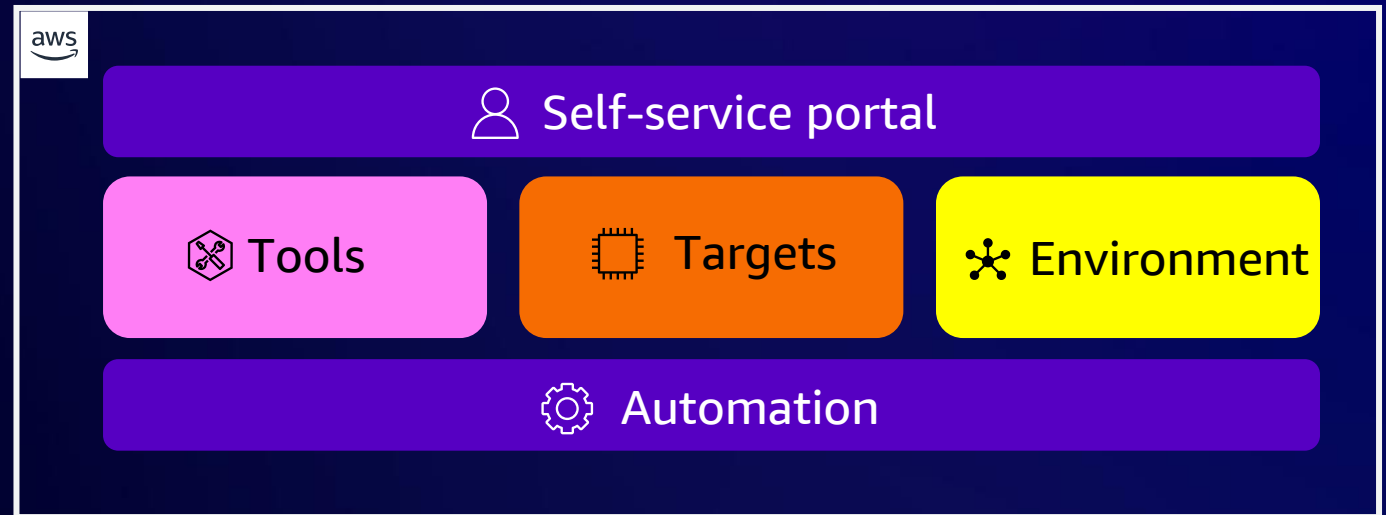 aws
Self-service portal
Tools
Targets
Environment
Automation